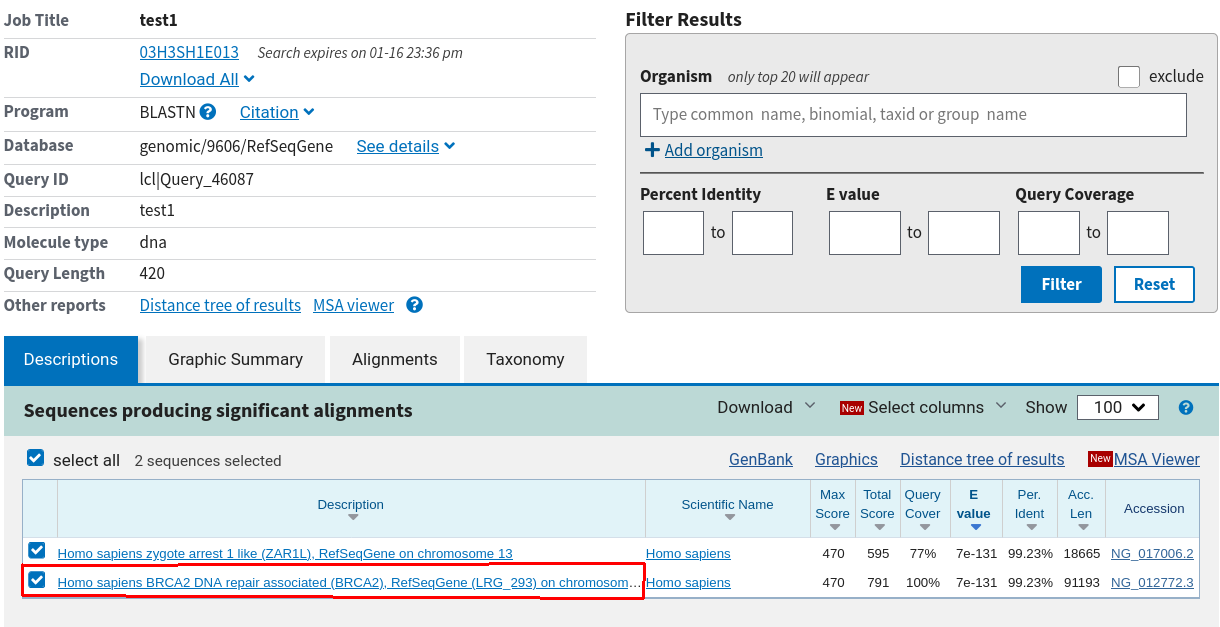 Job Title test1
RID 03H3SH1E013 Search expires on 01-16 23:36 pm
Download All
Program BLASTN ? Citation
Database genomic/9606/RefSeqGene See details
Query ID lcl|Query_46087
Description test1
Molecule type dna
Query Length 420
Other reports Distance tree of results MSA viewer ?
Filter Results
Organism only top 20 will appear exclude
Type common name, binomial, taxid or group name
+ Add organism
Percent Identity E value Query Coverage
to to to
Filter Reset
Descriptions Graphic Summary Alignments Taxonomy
Sequences producing significant alignments Download New Select columns Show 100 ?
select all 2 sequences selected GenBank Graphics Distance tree of results New MSA Viewer
Description Scientific Name Max Score Total Score Query Cover E value Per. Ident Acc. Len Accession
Homo sapiens zygote arrest 1 like (ZAR1L), RefSeqGene on chromosome 13 Homo sapiens 470 595 77% 7e-131 99.23% 18665 NG_017006.2
Homo sapiens BRCA2 DNA repair associated (BRCA2), RefSeqGene (LRG_293) on chromosom... Homo sapiens 470 791 100% 7e-131 99.23% 91193 NG_012772.3